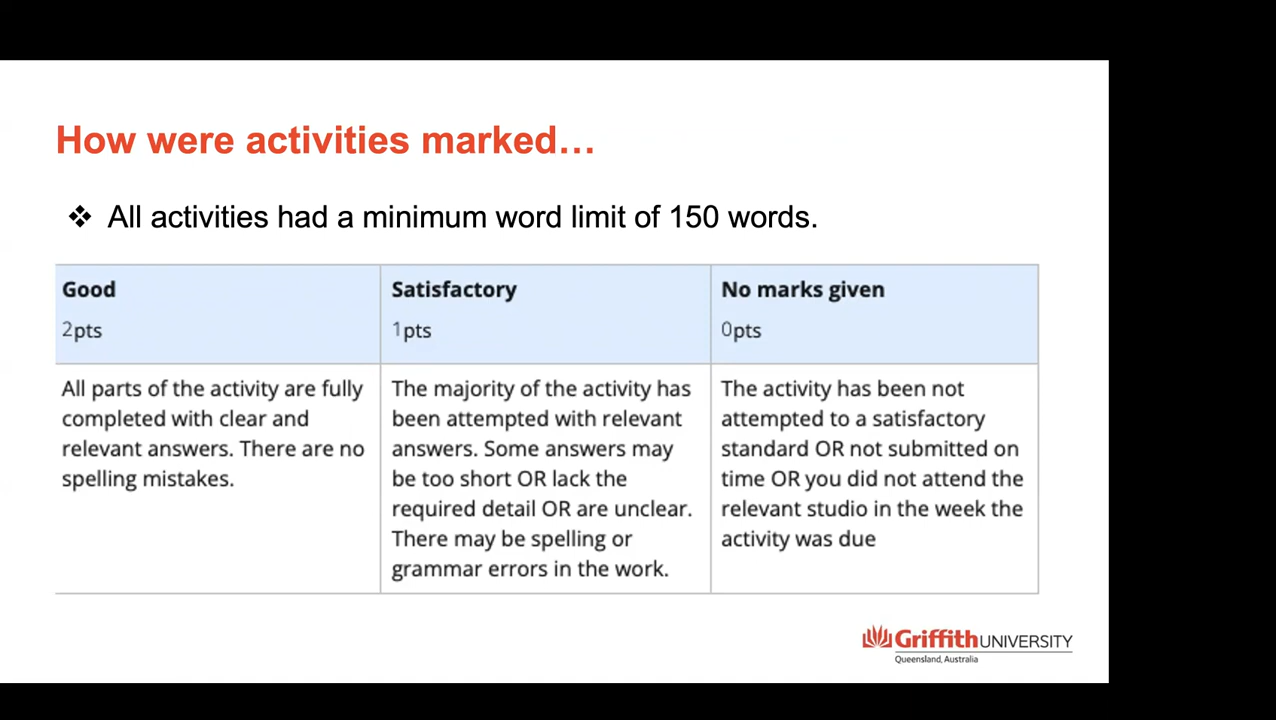 How were activities marked…
❖ All activities had a minimum word limit of 150 words.
Good
2pts
Satisfactory
1pts
No marks given
0pts
All parts of the activity are fully
completed with clear and
relevant answers. There are no
spelling mistakes.
The majority of the activity has
been attempted with relevant
answers. Some answers may
be too short OR lack the
required detail OR are unclear.
There may be spelling or
grammar errors in the work.
The activity has been not
attempted to a satisfactory
standard OR not submitted on
time OR you did not attend the
relevant studio in the week the
activity was due
Griffith UNIVERSITY
Queensland, Australia